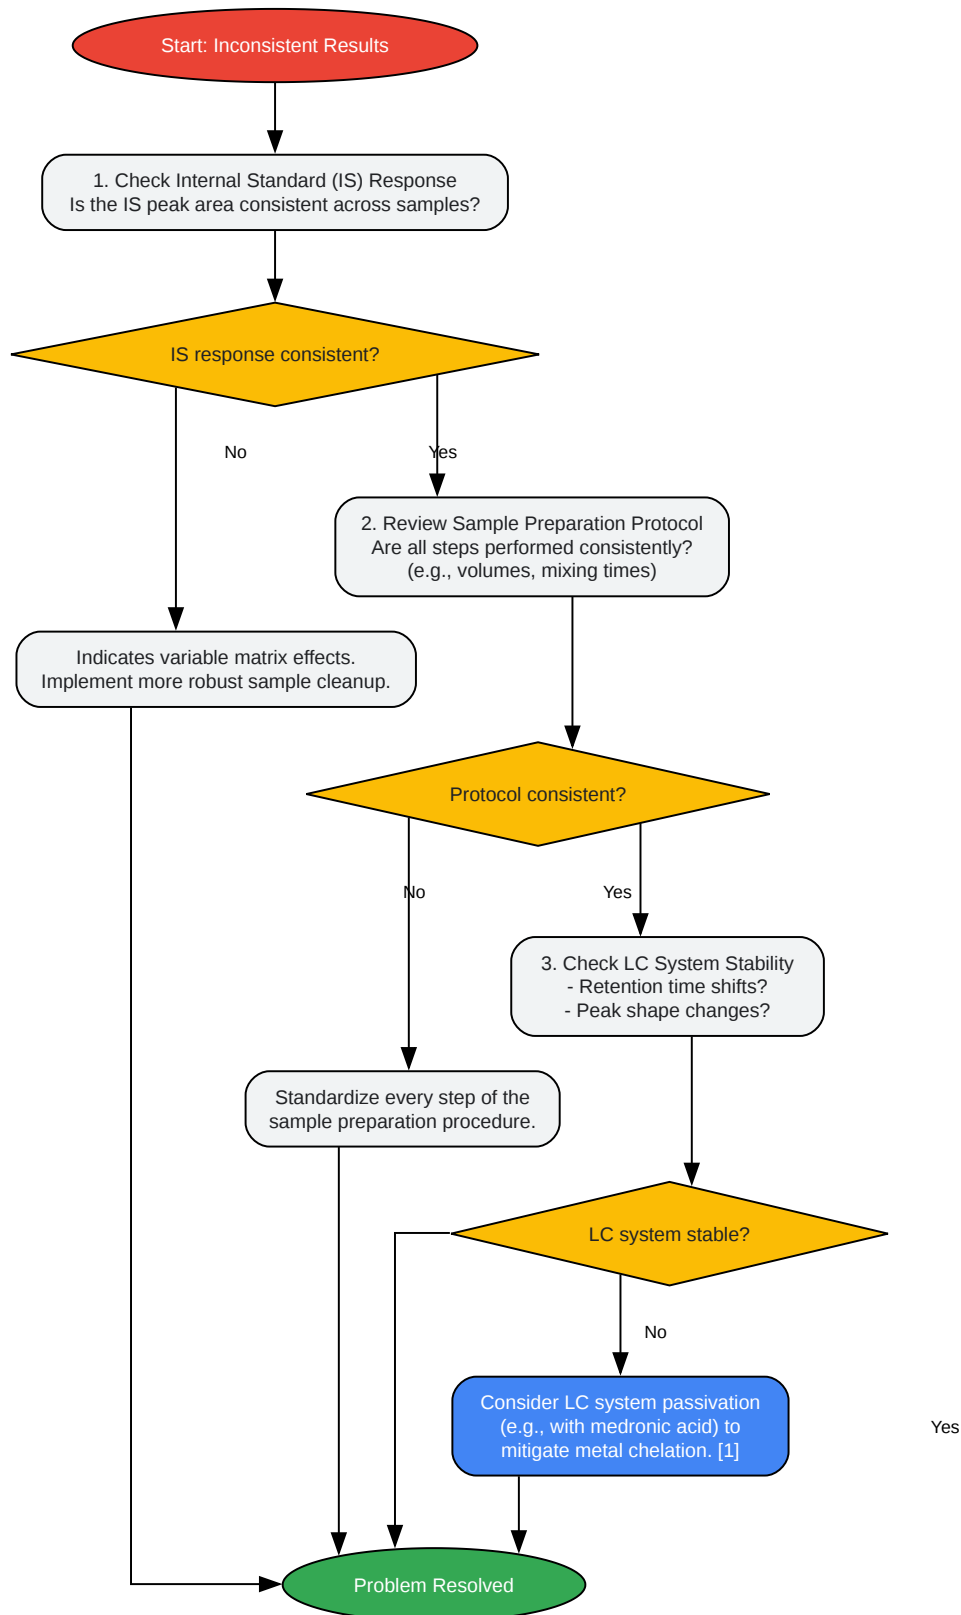 Start: Inconsistent Results
1. Check Internal Standard (IS) Response
Is the IS peak area consistent across samples?
IS response consistent?
No
Yes
2. Review Sample Preparation Protocol
Are all steps performed consistently?
(e.g., volumes, mixing times)
Indicates variable matrix effects.
Implement more robust sample cleanup.
Protocol consistent?
No
Yes
3. Check LC System Stability
- Retention time shifts?
- Peak shape changes?
Standardize every step of the
sample preparation procedure.
LC system stable?
No
Consider LC system passivation
(e.g., with medronic acid) to
mitigate metal chelation. [1]
Yes
Problem Resolved